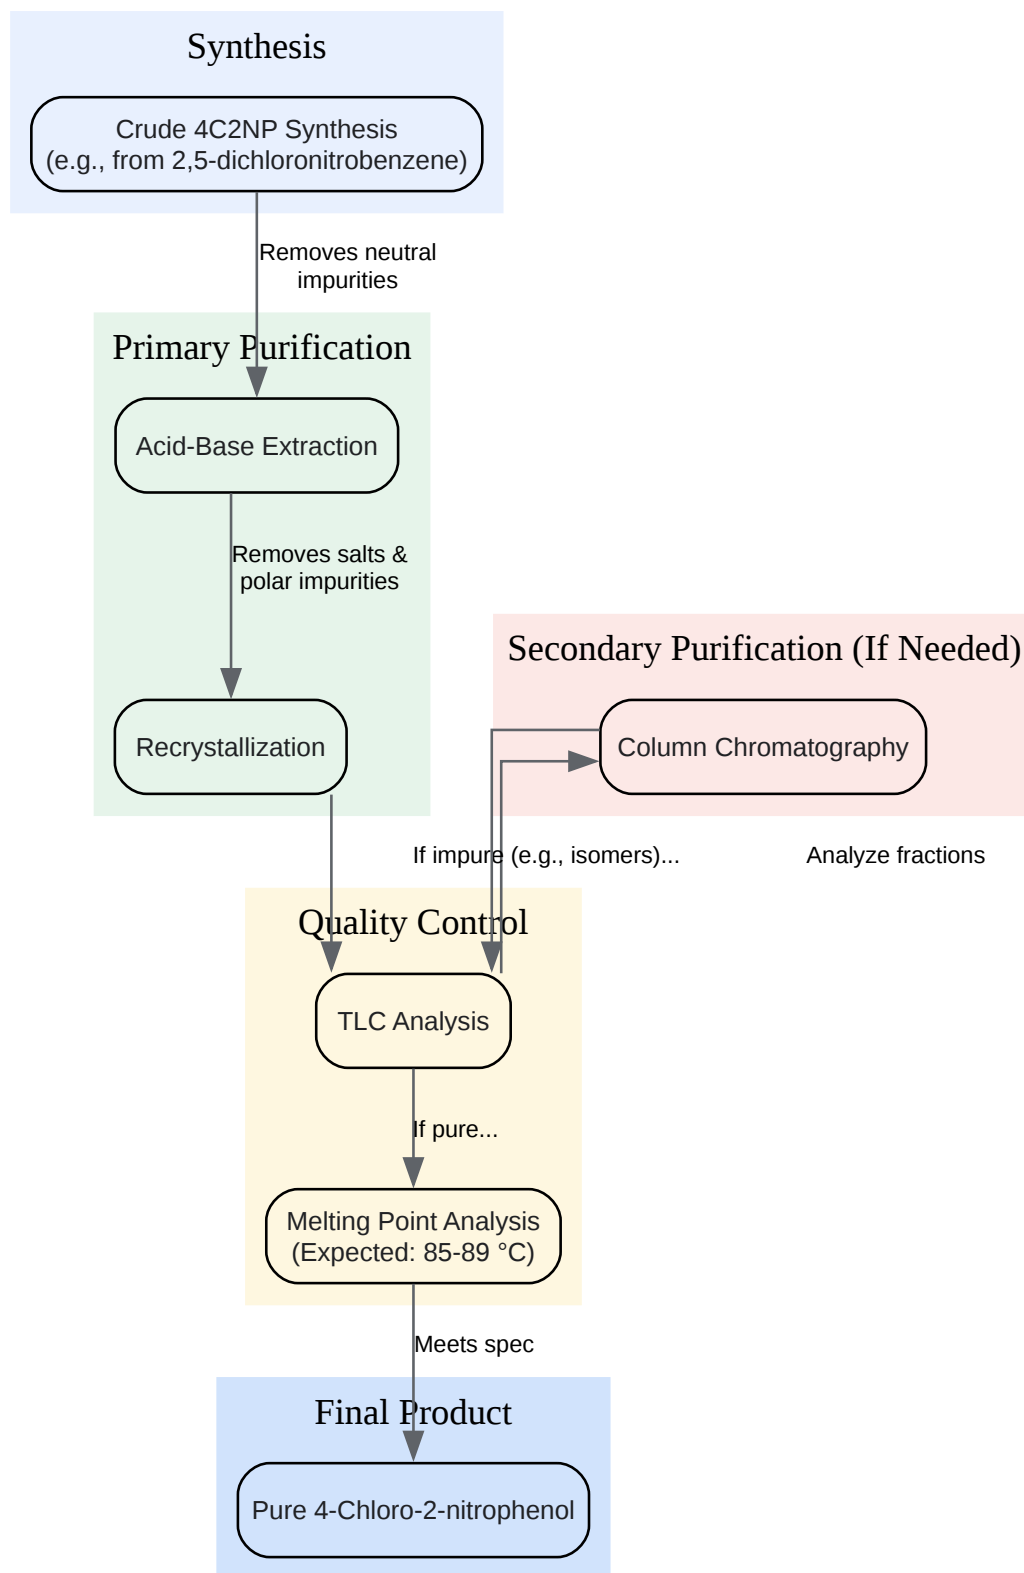 Synthesis
Crude 4C2NP Synthesis
(e.g., from 2,5-dichloronitrobenzene)
Removes neutral
impurities
Primary Purification
Acid-Base Extraction
Removes salts &
polar impurities
Secondary Purification (If Needed)
Recrystallization
Column Chromatography
If impure (e.g., isomers)...
Analyze fractions
Quality Control
TLC Analysis
If pure...
Melting Point Analysis
(Expected: 85-89 °C)
Meets spec
Final Product
Pure 4-Chloro-2-nitrophenol